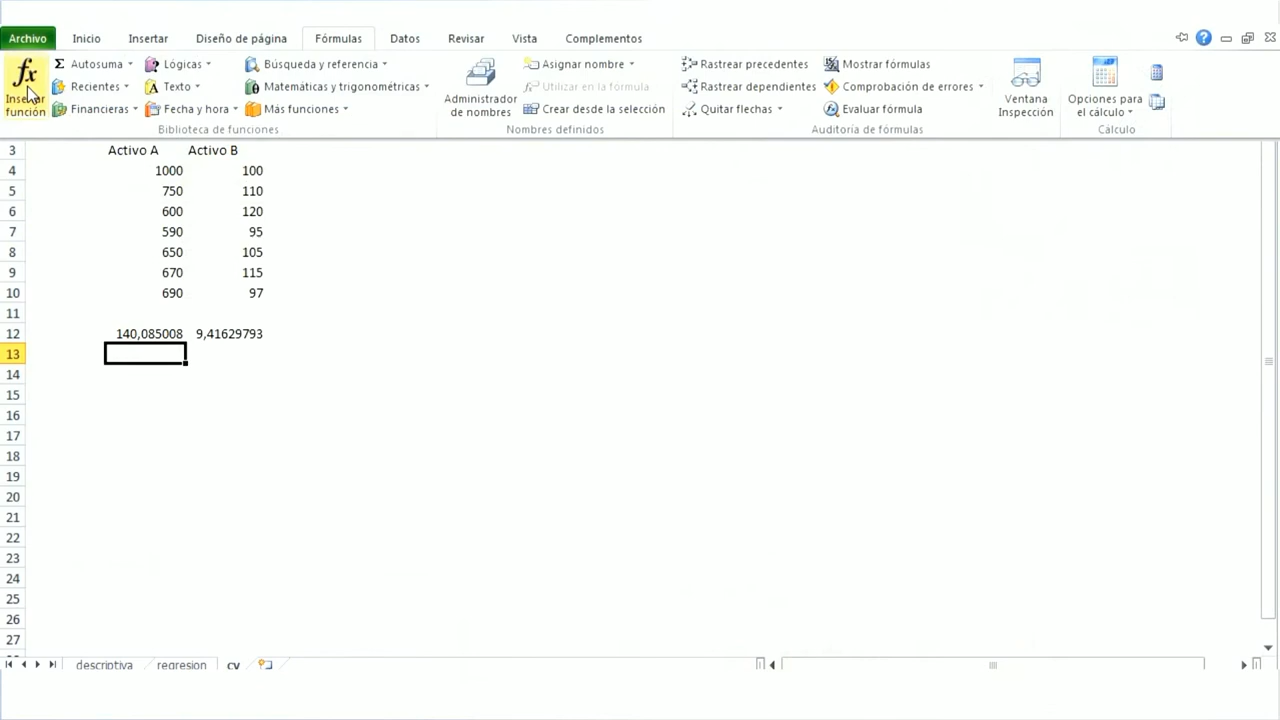 Archivo Inicio Insertar Diseño de página Fórmulas Datos Revisar Vista Complementos
fx Insertar función
Σ Autosuma
Recientes
Financieras
Lógicas
Texto
Fecha y hora
Búsqueda y referencia
Matemáticas y trigonométricas
Más funciones
Biblioteca de funciones
Administrador de nombres
Asignar nombre
Utilizar en la fórmula
Crear desde la selección
Nombres definidos
Rastrear precedentes
Rastrear dependientes
Quitar flechas
Mostrar fórmulas
Comprobación de errores
Evaluar fórmula
Auditoría de fórmulas
Ventana Inspección
Opciones para el cálculo
Cálculo
3 Activo A Activo B
4 1000 100
5 750 110
6 600 120
7 590 95
8 650 105
9 670 115
10 690 97
11
12 140,085008 9,41629793
13
14
15
16
17
18
19
20
21
22
23
24
25
26
27
descriptiva regresion cv